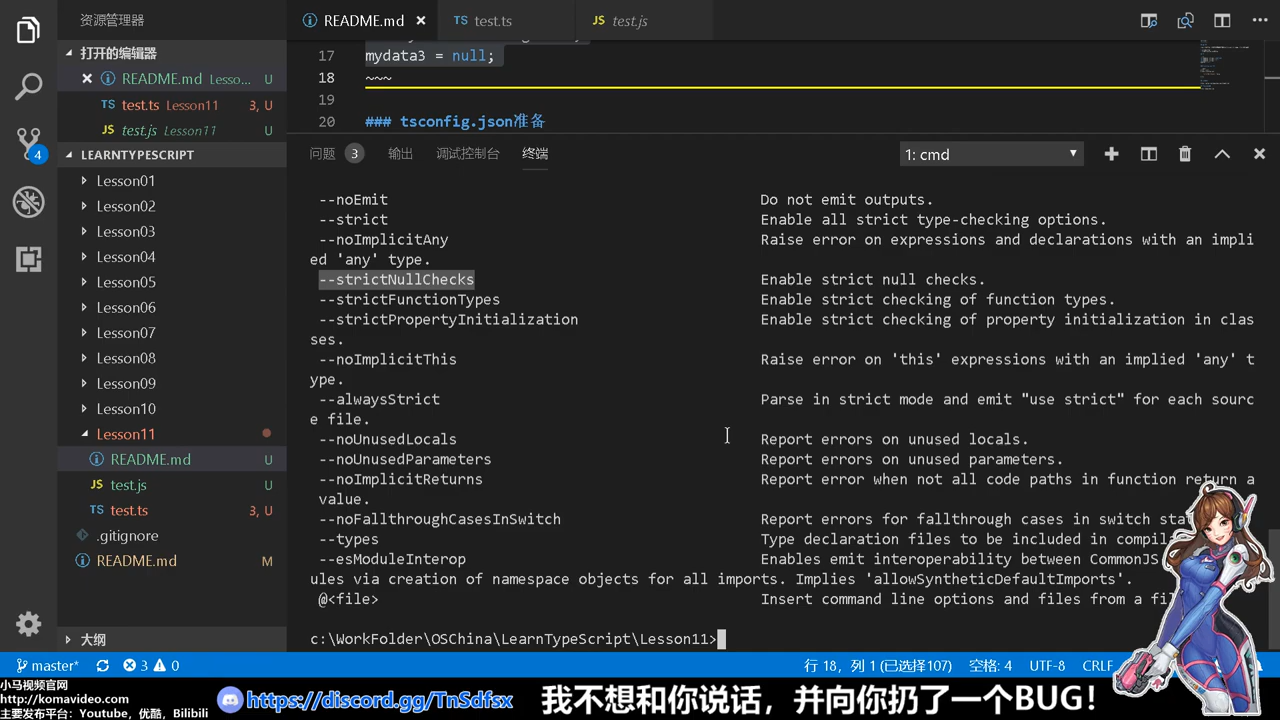 资源管理器
README.md
test.ts
test.js
打开的编辑器
README.md Lesso... U
TS test.ts Lesson11 3, U
JS test.js Lesson11 U
LEARNTYPESCRIPT
Lesson01
Lesson02
Lesson03
Lesson04
Lesson05
Lesson06
Lesson07
Lesson08
Lesson09
Lesson10
Lesson11
README.md U
JS test.js U
TS test.ts 3, U
.gitignore
README.md M
大纲
4
17 mydata3 = null;
18 ~~~
19
20 ### tsconfig.json准备
问题 3 输出 调试控制台 终端
1: cmd
--noEmit Do not emit outputs.
--strict Enable all strict type-checking options.
--noImplicitAny Raise error on expressions and declarations with an impli
ed 'any' type.
--strictNullChecks Enable strict null checks.
--strictFunctionTypes Enable strict checking of function types.
--strictPropertyInitialization Enable strict checking of property initialization in clas
ses.
--noImplicitThis Raise error on 'this' expressions with an implied 'any' t
ype.
--alwaysStrict Parse in strict mode and emit "use strict" for each sourc
e file.
--noUnusedLocals Report errors on unused locals.
--noUnusedParameters Report errors on unused parameters.
--noImplicitReturns Report error when not all code paths in function return a
value.
--noFallthroughCasesInSwitch Report errors for fallthrough cases in switch
--types Type declaration files to be included in
--esModuleInterop Enables emit interoperability between CommonJS
ules via creation of namespace objects for all imports. Implies 'allowSyntheticDefaultImports'.
@<file> Insert command line options and files from a
c:\WorkFolder\OSChina\LearnTypeScript\Lesson11>
master* 3 0 行 18，列 1 (已选择107) 空格: 4 UTF-8 CRLF
小马视频官网
http://komavideo.com
主要发布平台：Youtube，优酷，Bilibili
https://discord.gg/TnSdfsx
我不想和你说话，并向你扔了一个BUG！